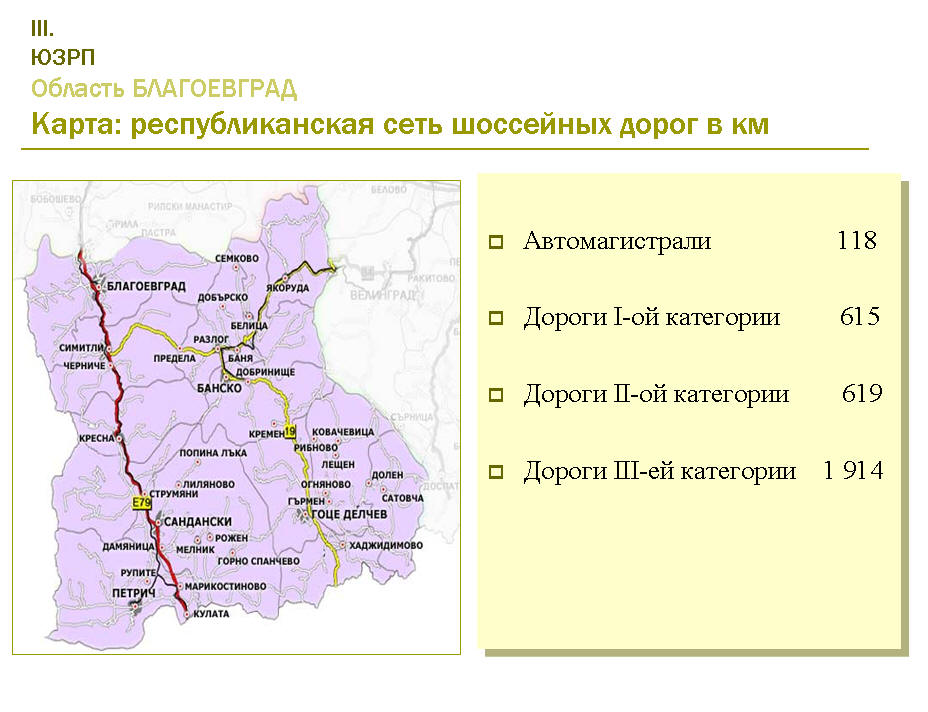 III.
ЮЗРП
Область БЛАГОЕВГРАД
Карта: республиканская сеть шоссейных дорог в км
БОБОШЕВО
РИПСКИ МАНАСТИР
БЕЛОВО
ПАСТРА
СЕМКОВО
РАКИТОВО
БЛАГОЕВГРАД
ЯКОРУДА
ВЕЛИНГРАД
ДОБЪРСКО
БЕЛИЦА
РАЗЛОГ
СИМИТЛИ
ПРЕДЕЛА
БАНЯ
ЧЕРНИЧЕ
ДОБРИНИЩЕ
БАНСКО
СЪРНИЦА
КРЕМЕН
19
КОВАЧЕВИЦА
КРЕСНА
РИБНОВО
ПОПИНА ЛЪКА
ЛЕЩЕН
ДОЛЕН
ЛИЛЯНОВО
ОГНЯНОВО
ДОСПАТ
СТРУМЯНИ
САТОВЧА
E79
ГЪРМЕН
ГОЦЕ ДЕЛЧЕВ
САНДАНСКИ
РОЖЕН
ДАМЯНИЦА
МЕЛНИК
ХАДЖИДИМОВО
ГОРНО СПАНЧЕВО
РУПИТЕ
МАРИКОСТИНОВО
ПЕТРИЧ
КУЛАТА
Автомагистрали 118
Дороги I-ой категории 615
Дороги II-ой категории 619
Дороги III-ей категории 1 914